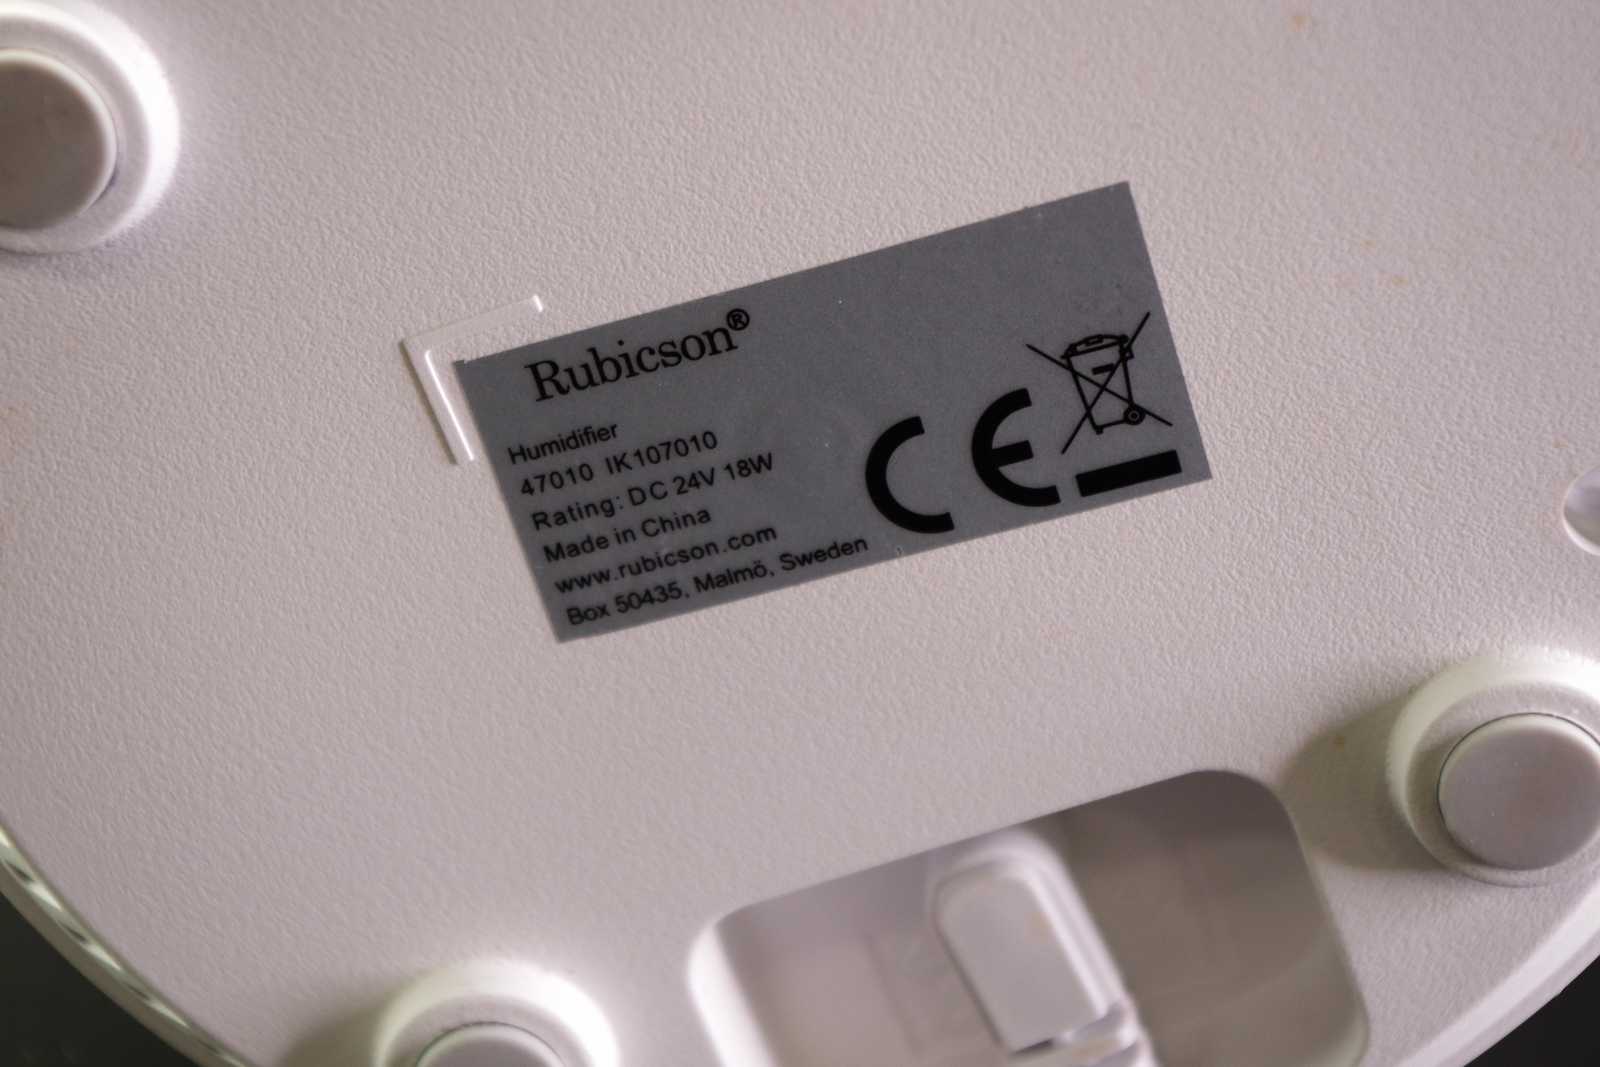 Rubicson®
Humidifier
47010 IK107010
Rating: DC 24V 18W
Made in China
www.rubicson.com
Box 50435, Malmö, Sweden
CE